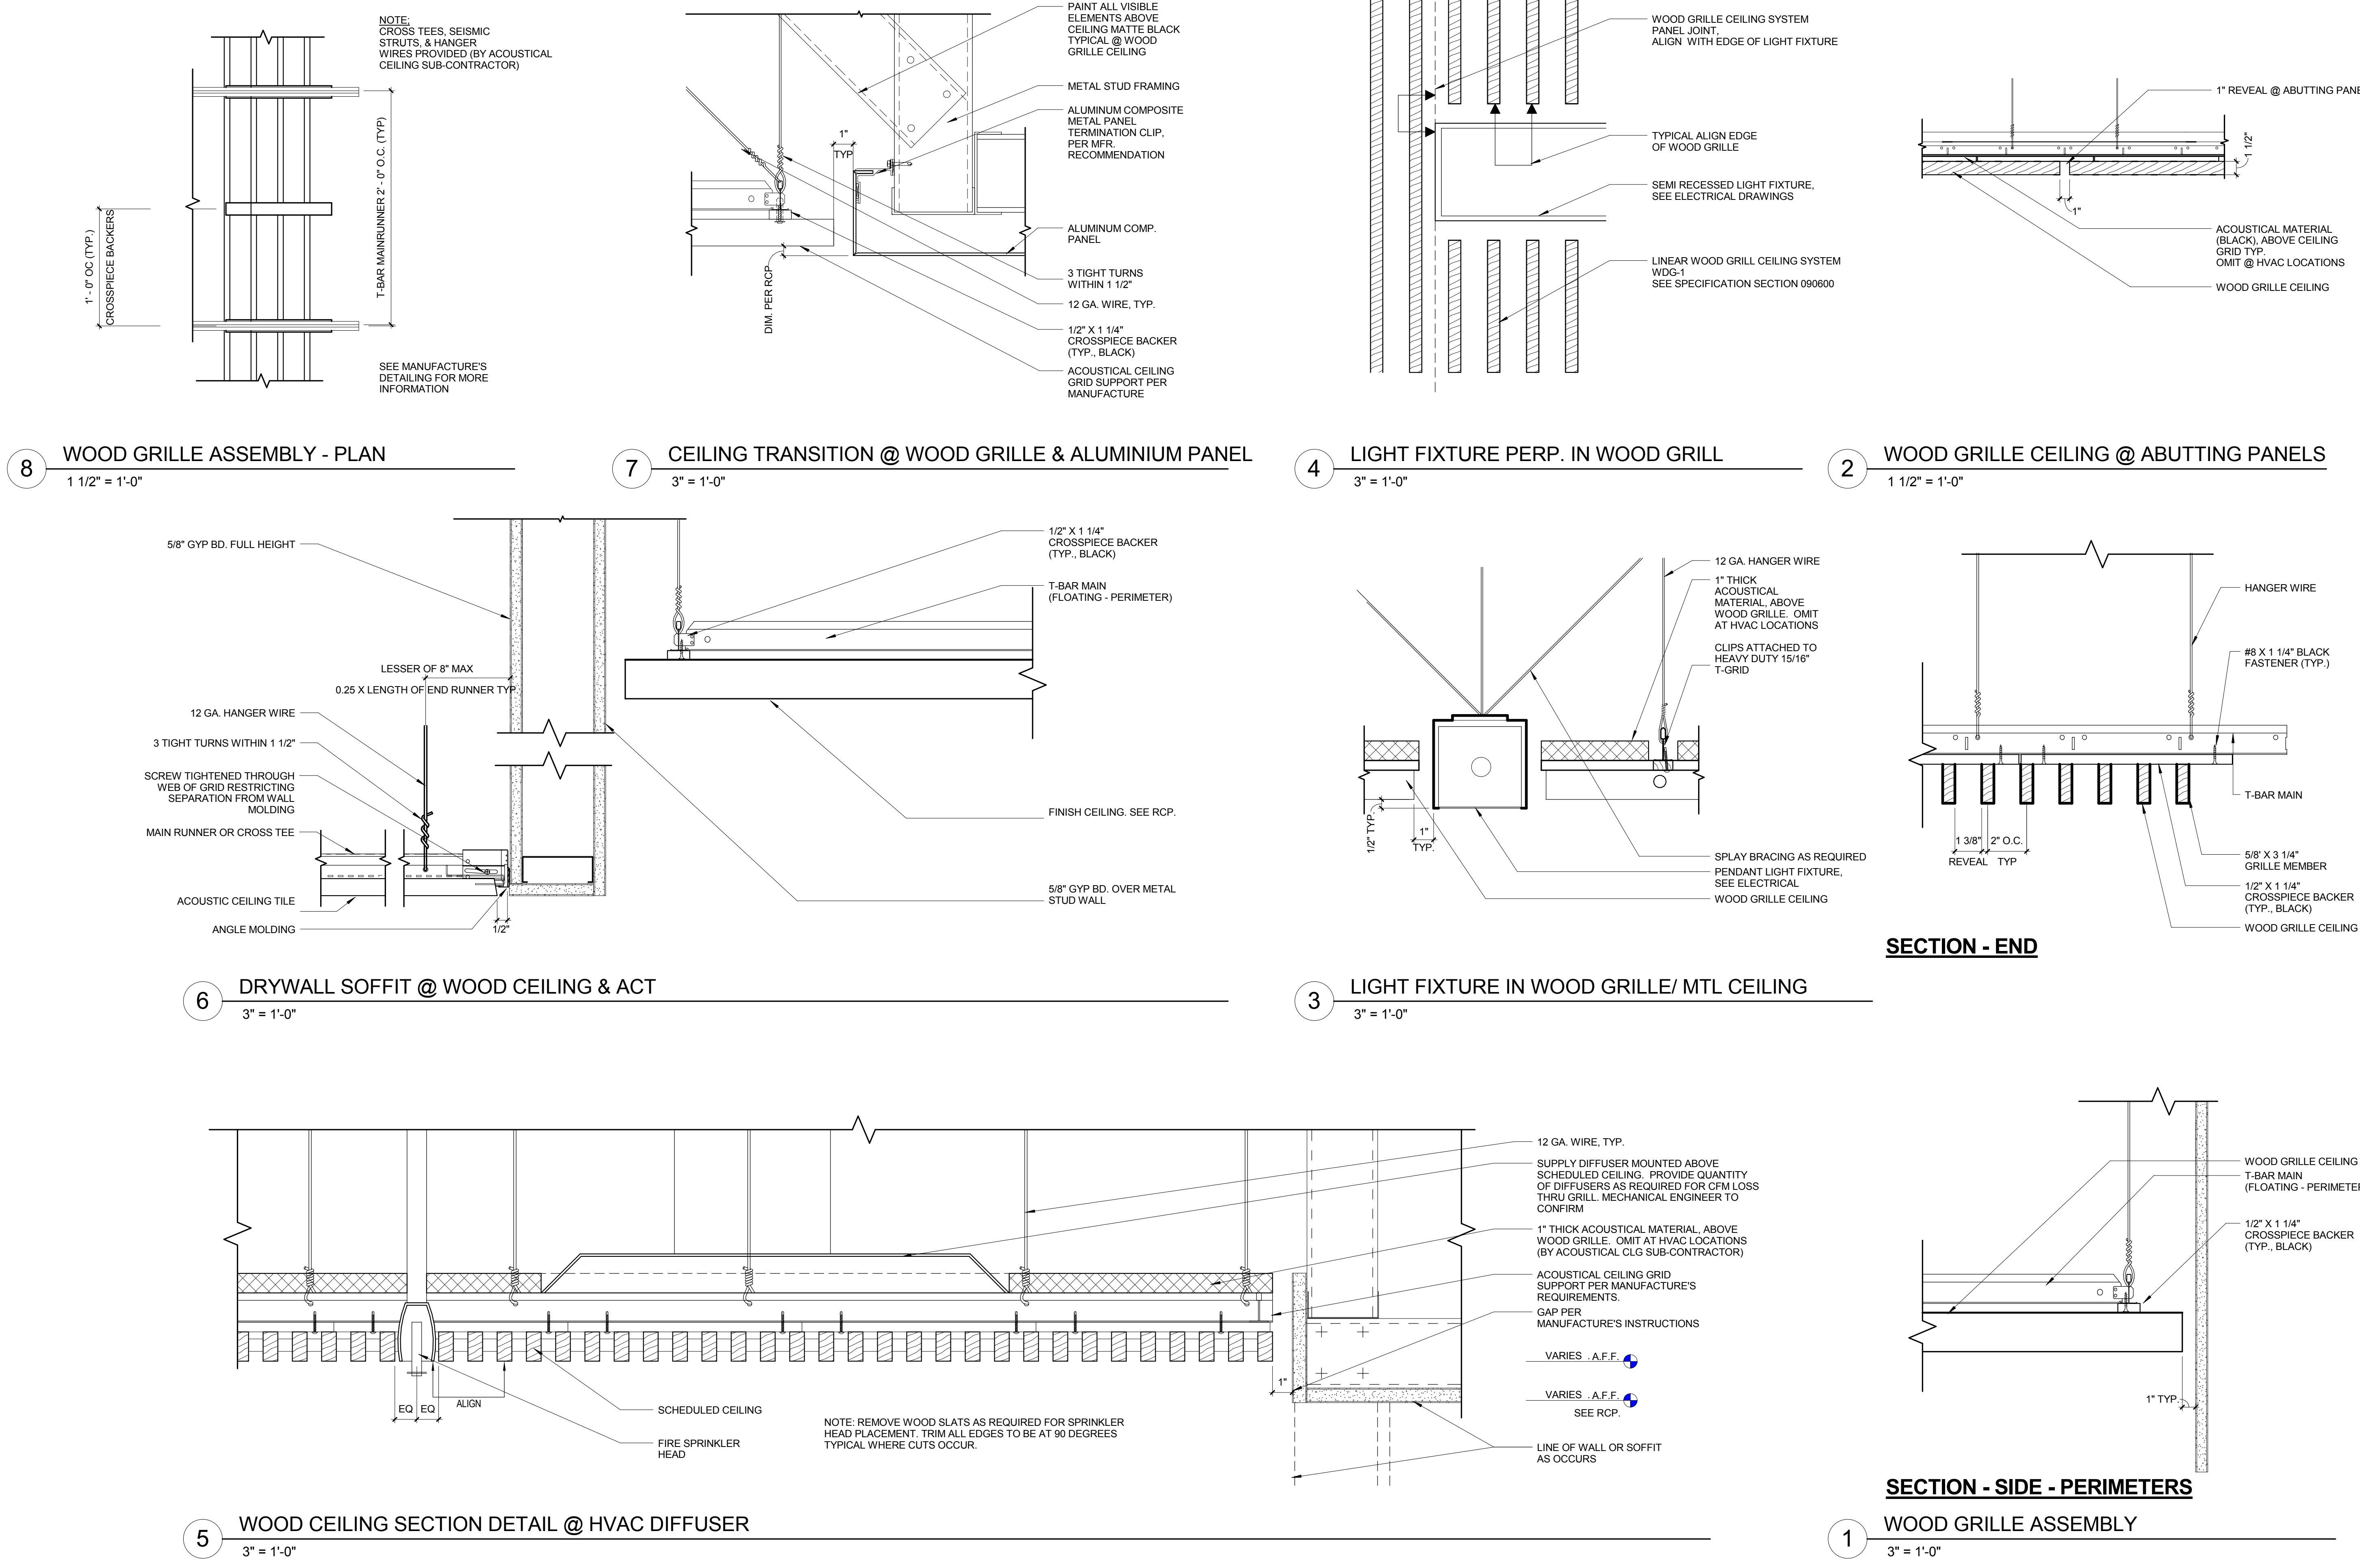 NOTE:
CROSS TEES, SEISMIC
STRUTS, & HANGER
WIRES PROVIDED (BY ACOUSTICAL
CEILING SUB-CONTRACTOR)
T-BAR MAINRUNNER 2' - 0" O.C. (TYP)
1' - 0" OC (TYP.)
CROSSPIECE BACKERS
SEE MANUFACTURE'S
DETAILING FOR MORE
INFORMATION
8
WOOD GRILLE ASSEMBLY - PLAN
1 1/2" = 1'-0"
PAINT ALL VISIBLE
ELEMENTS ABOVE
CEILING MATTE BLACK
TYPICAL @ WOOD
GRILLE CEILING
METAL STUD FRAMING
ALUMINUM COMPOSITE
METAL PANEL
TERMINATION CLIP,
PER MFR.
RECOMMENDATION
1"
TYP
ALUMINUM COMP.
PANEL
DIM. PER RCP
3 TIGHT TURNS
WITHIN 1 1/2"
12 GA. WIRE, TYP.
1/2" X 1 1/4"
CROSSPIECE BACKER
(TYP., BLACK)
ACOUSTICAL CEILING
GRID SUPPORT PER
MANUFACTURE
7
CEILING TRANSITION @ WOOD GRILLE & ALUMINIUM PANEL
3" = 1'-0"
WOOD GRILLE CEILING SYSTEM
PANEL JOINT,
ALIGN WITH EDGE OF LIGHT FIXTURE
TYPICAL ALIGN EDGE
OF WOOD GRILLE
SEMI RECESSED LIGHT FIXTURE,
SEE ELECTRICAL DRAWINGS
LINEAR WOOD GRILL CEILING SYSTEM
WDG-1
SEE SPECIFICATION SECTION 090600
4
LIGHT FIXTURE PERP. IN WOOD GRILL
3" = 1'-0"
1" REVEAL @ ABUTTING PANE
1 1/2"
1"
ACOUSTICAL MATERIAL
(BLACK), ABOVE CEILING
GRID TYP.
OMIT @ HVAC LOCATIONS
WOOD GRILLE CEILING
2
WOOD GRILLE CEILING @ ABUTTING PANELS
1 1/2" = 1'-0"
5/8" GYP BD. FULL HEIGHT
LESSER OF 8" MAX
0.25 X LENGTH OF END RUNNER TYP.
12 GA. HANGER WIRE
3 TIGHT TURNS WITHIN 1 1/2"
SCREW TIGHTENED THROUGH
WEB OF GRID RESTRICTING
SEPARATION FROM WALL
MOLDING
MAIN RUNNER OR CROSS TEE
ACOUSTIC CEILING TILE
ANGLE MOLDING
1/2"
1/2" X 1 1/4"
CROSSPIECE BACKER
(TYP., BLACK)
T-BAR MAIN
(FLOATING - PERIMETER)
FINISH CEILING. SEE RCP.
5/8" GYP BD. OVER METAL
STUD WALL
6
DRYWALL SOFFIT @ WOOD CEILING & ACT
3" = 1'-0"
12 GA. HANGER WIRE
1" THICK
ACOUSTICAL
MATERIAL, ABOVE
WOOD GRILLE. OMIT
AT HVAC LOCATIONS
CLIPS ATTACHED TO
HEAVY DUTY 15/16"
T-GRID
1/2" TYP.
1"
TYP.
SPLAY BRACING AS REQUIRED
PENDANT LIGHT FIXTURE,
SEE ELECTRICAL
WOOD GRILLE CEILING
3
LIGHT FIXTURE IN WOOD GRILLE/ MTL CEILING
3" = 1'-0"
HANGER WIRE
#8 X 1 1/4" BLACK
FASTENER (TYP.)
T-BAR MAIN
1 3/8"
REVEAL
2" O.C.
TYP
5/8' X 3 1/4"
GRILLE MEMBER
1/2" X 1 1/4"
CROSSPIECE BACKER
(TYP., BLACK)
WOOD GRILLE CEILING
SECTION - END
12 GA. WIRE, TYP.
SUPPLY DIFFUSER MOUNTED ABOVE
SCHEDULED CEILING. PROVIDE QUANTITY
OF DIFFUSERS AS REQUIRED FOR CFM LOSS
THRU GRILL. MECHANICAL ENGINEER TO
CONFIRM
1" THICK ACOUSTICAL MATERIAL, ABOVE
WOOD GRILLE. OMIT AT HVAC LOCATIONS
(BY ACOUSTICAL CLG SUB-CONTRACTOR)
ACOUSTICAL CEILING GRID
SUPPORT PER MANUFACTURE'S
REQUIREMENTS.
GAP PER
MANUFACTURE'S INSTRUCTIONS
VARIES . A.F.F.
VARIES . A.F.F.
SEE RCP.
LINE OF WALL OR SOFFIT
AS OCCURS
1"
EQ
EQ
ALIGN
SCHEDULED CEILING
FIRE SPRINKLER
HEAD
NOTE: REMOVE WOOD SLATS AS REQUIRED FOR SPRINKLER
HEAD PLACEMENT. TRIM ALL EDGES TO BE AT 90 DEGREES
TYPICAL WHERE CUTS OCCUR.
5
WOOD CEILING SECTION DETAIL @ HVAC DIFFUSER
3" = 1'-0"
WOOD GRILLE CEILING
T-BAR MAIN
(FLOATING - PERIMETER
1/2" X 1 1/4"
CROSSPIECE BACKER
(TYP., BLACK)
1" TYP.
SECTION - SIDE - PERIMETERS
1
WOOD GRILLE ASSEMBLY
3" = 1'-0"